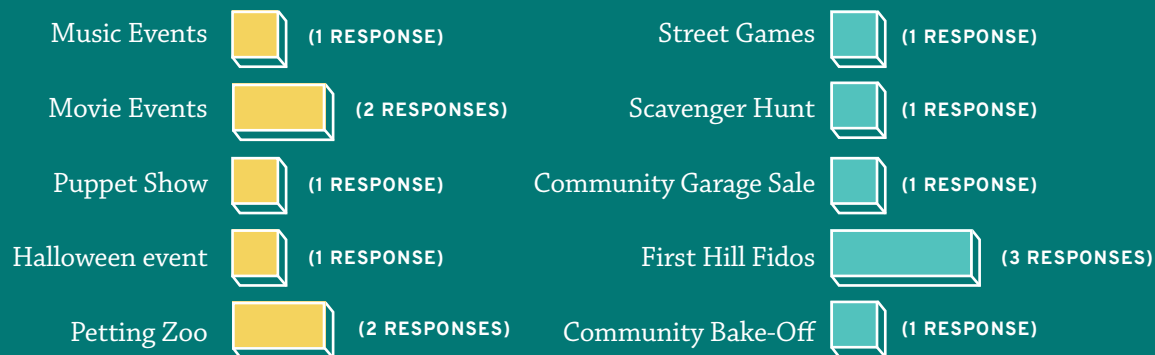 Music Events (1 RESPONSE)
Movie Events (2 RESPONSES)
Puppet Show (1 RESPONSE)
Halloween event (1 RESPONSE)
Petting Zoo (2 RESPONSES)
Street Games (1 RESPONSE)
Scavenger Hunt (1 RESPONSE)
Community Garage Sale (1 RESPONSE)
First Hill Fidos (3 RESPONSES)
Community Bake-Off (1 RESPONSE)